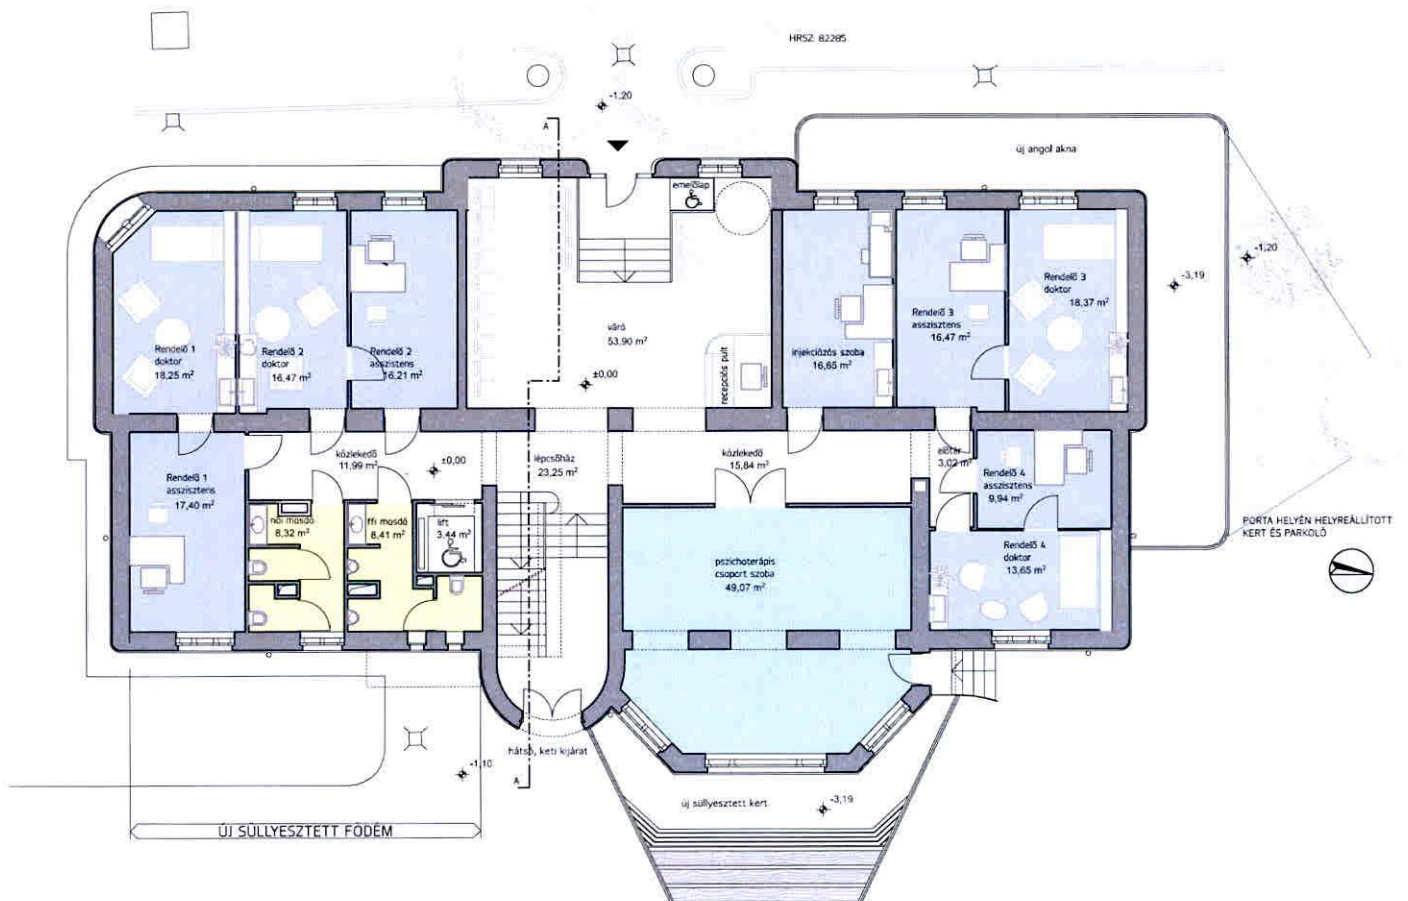 HRSZ 82285
-1,20
A
új angol akna
emelőlap
-1,20
-3,19
Rendelő 1
doktor
18,25 m²
Rendelő 2
doktor
16,47 m²
Rendelő 2
asszistens
16,21 m²
váró
53,90 m²
±0,00
recepciós pult
injekciózós szoba
16,65 m²
Rendelő 3
asszisztens
16,47 m²
Rendelő 3
doktor
18,37 m²
Rendelő 1
asszisztens
17,40 m²
közlekedő
11,99 m²
±0,00
lépcsőház
23,25 m²
közlekedő
15,84 m²
előtér
3,02 m²
Rendelő 4
asszisztens
9,94 m²
női mosdó
8,32 m²
ffi mosdó
8,41 m²
lift
3,44 m²
pszichoterápis
csoport szoba
49,07 m²
Rendelő 4
doktor
13,65 m²
PORTA HELYÉN HELYREÁLLÍTOTT
KERT ÉS PARKOLÓ
hátsó, keti kijárat
-1,10
A
új süllyesztett kert
-3,19
ÚJ SÜLLYESZTETT FÖDÉM